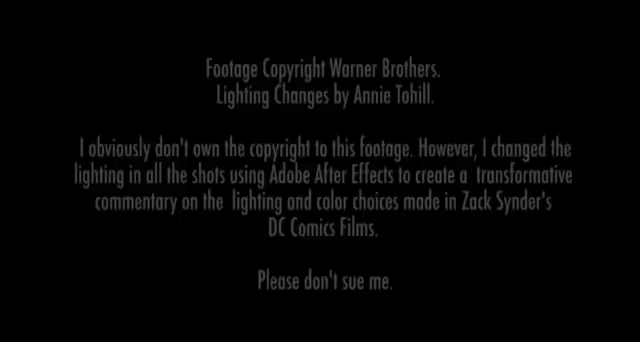 Footage Copyright Warner Brothers.
Lighting Changes by Annie Tohill.
I obviously don't own the copyright to this footage. However, I changed the
lighting in all the shots using Adobe After Effects to create a transformative
commentary on the lighting and color choices made in Zack Synder's
DC Comics Films.
Please don't sue me.